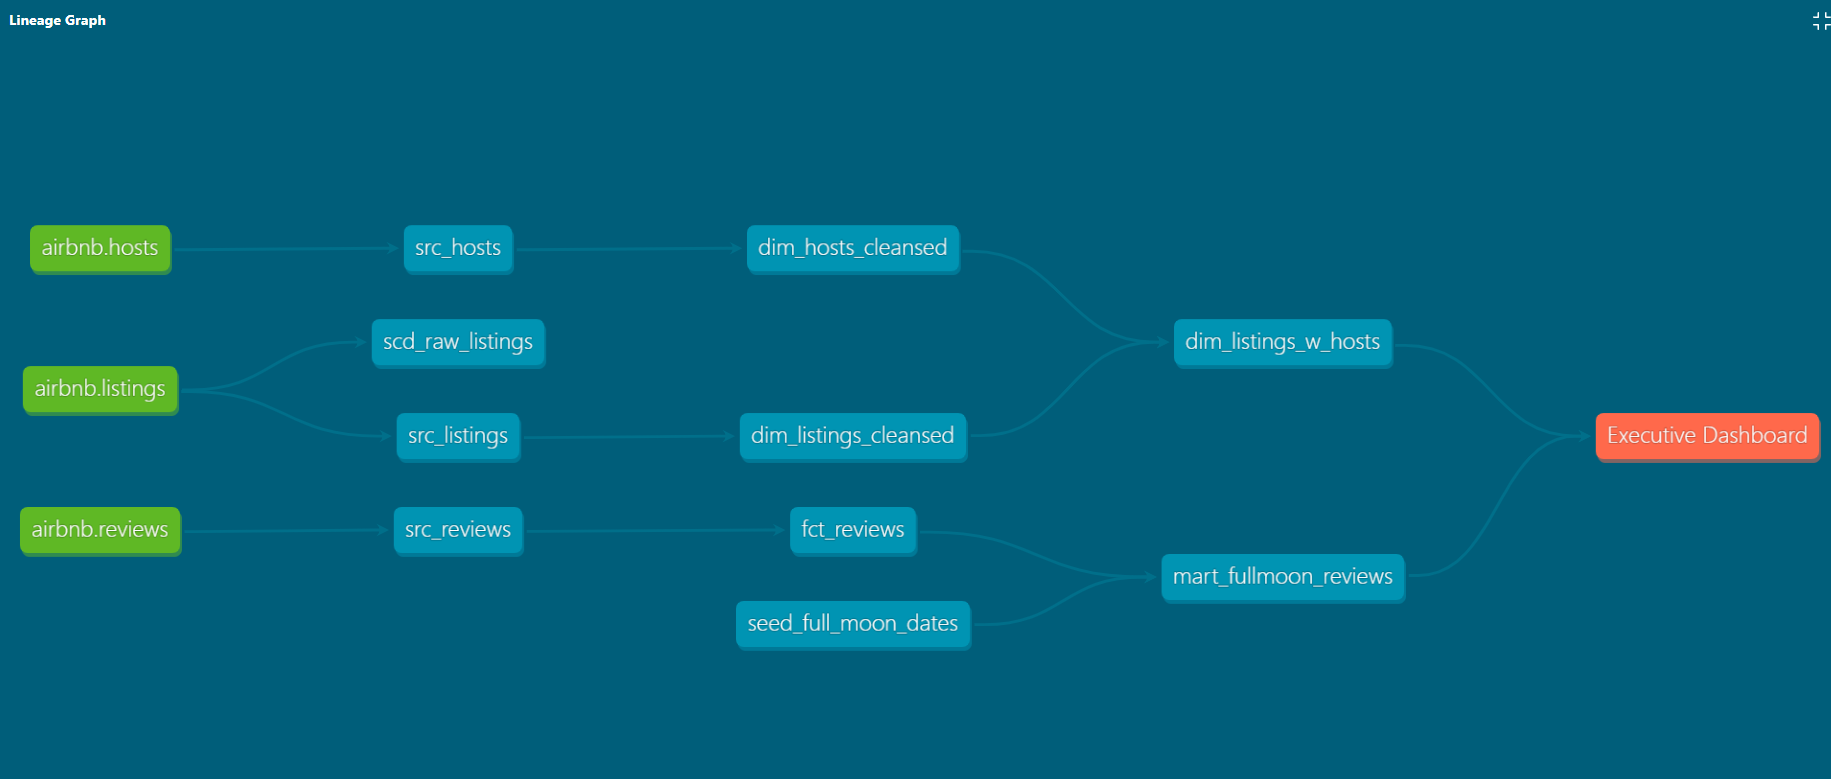 Lineage Graph
airbnb.hosts
src_hosts
dim_hosts_cleansed
scd_raw_listings
dim_listings_w_hosts
airbnb.listings
src_listings
dim_listings_cleansed
Executive Dashboard
airbnb.reviews
src_reviews
fct_reviews
mart_fullmoon_reviews
seed_full_moon_dates